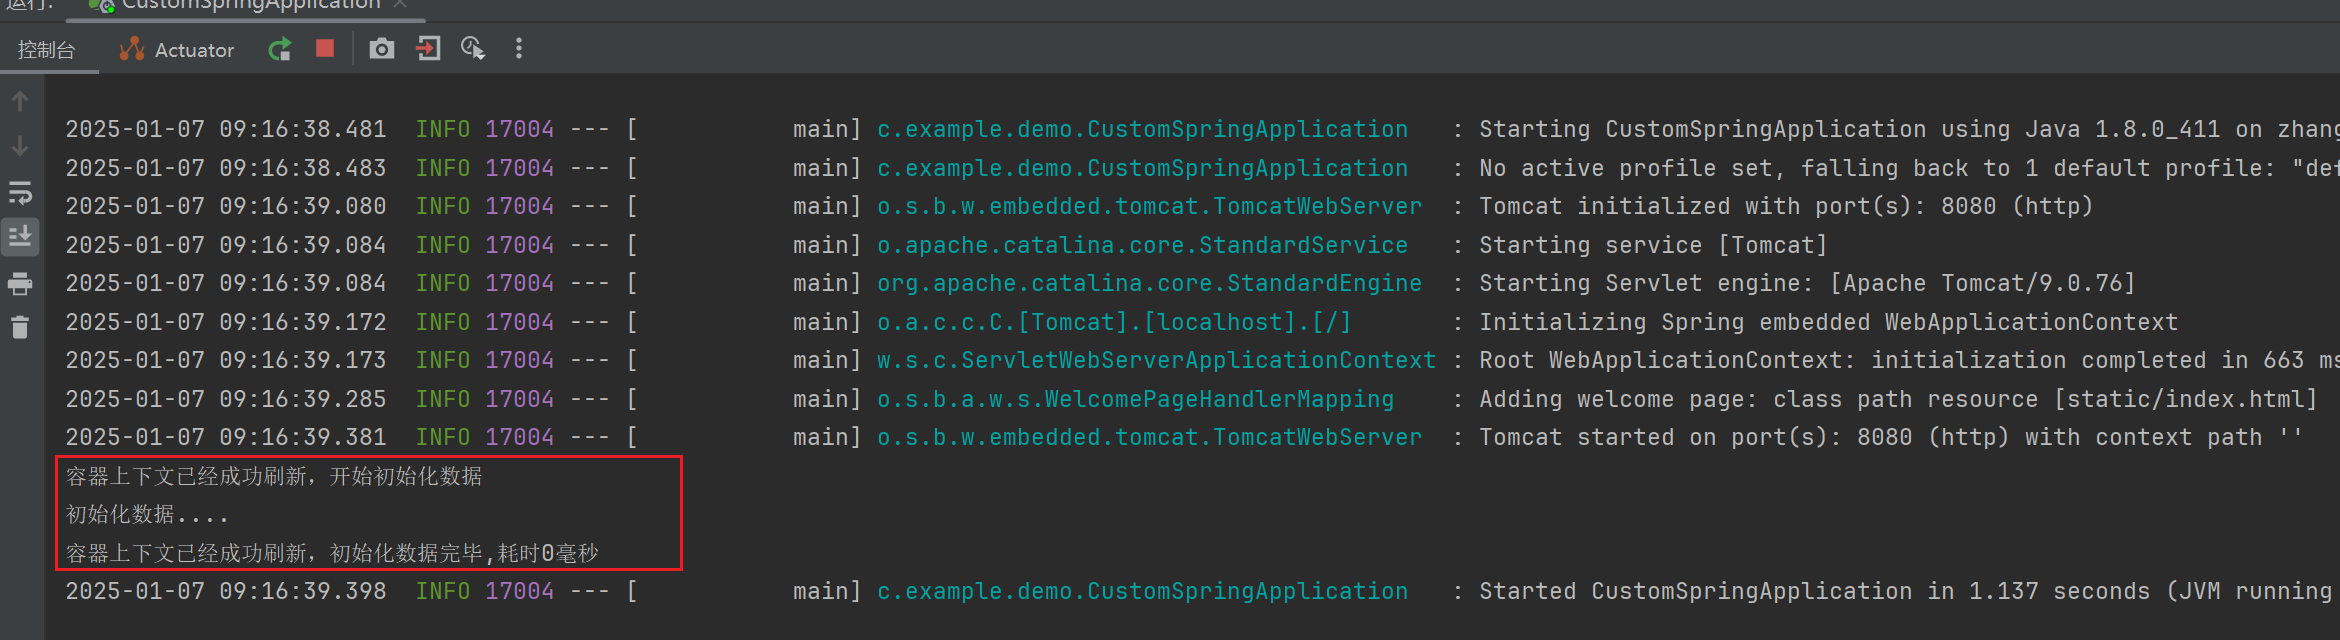 运行:  CustomSpringApplication ×
控制台 Actuator
2025-01-07 09:16:38.481  INFO 17004 --- [           main] c.example.demo.CustomSpringApplication   : Starting CustomSpringApplication using Java 1.8.0_411 on
2025-01-07 09:16:38.483  INFO 17004 --- [           main] c.example.demo.CustomSpringApplication   : No active profile set, falling back to 1 default profile:
2025-01-07 09:16:39.080  INFO 17004 --- [           main] o.s.b.w.embedded.tomcat.TomcatWebServer  : Tomcat initialized with port(s): 8080 (http)
2025-01-07 09:16:39.084  INFO 17004 --- [           main] o.apache.catalina.core.StandardService   : Starting service [Tomcat]
2025-01-07 09:16:39.084  INFO 17004 --- [           main] org.apache.catalina.core.StandardEngine  : Starting Servlet engine: [Apache Tomcat/9.0.76]
2025-01-07 09:16:39.172  INFO 17004 --- [           main] o.a.c.c.C.[Tomcat].[localhost].[/]       : Initializing Spring embedded WebApplicationContext
2025-01-07 09:16:39.173  INFO 17004 --- [           main] w.s.c.ServletWebServerApplicationContext : Root WebApplicationContext: initialization completed in 663 ms
2025-01-07 09:16:39.285  INFO 17004 --- [           main] o.s.b.a.w.s.WelcomePageHandlerMapping    : Adding welcome page: class path resource [static/index.html]
2025-01-07 09:16:39.381  INFO 17004 --- [           main] o.s.b.w.embedded.tomcat.TomcatWebServer  : Tomcat started on port(s): 8080 (http) with context path ''
容器上下文已经成功刷新，开始初始化数据
初始化数据....
容器上下文已经成功刷新，初始化数据完毕,耗时0毫秒
2025-01-07 09:16:39.398  INFO 17004 --- [           main] c.example.demo.CustomSpringApplication   : Started CustomSpringApplication in 1.137 seconds (JVM running